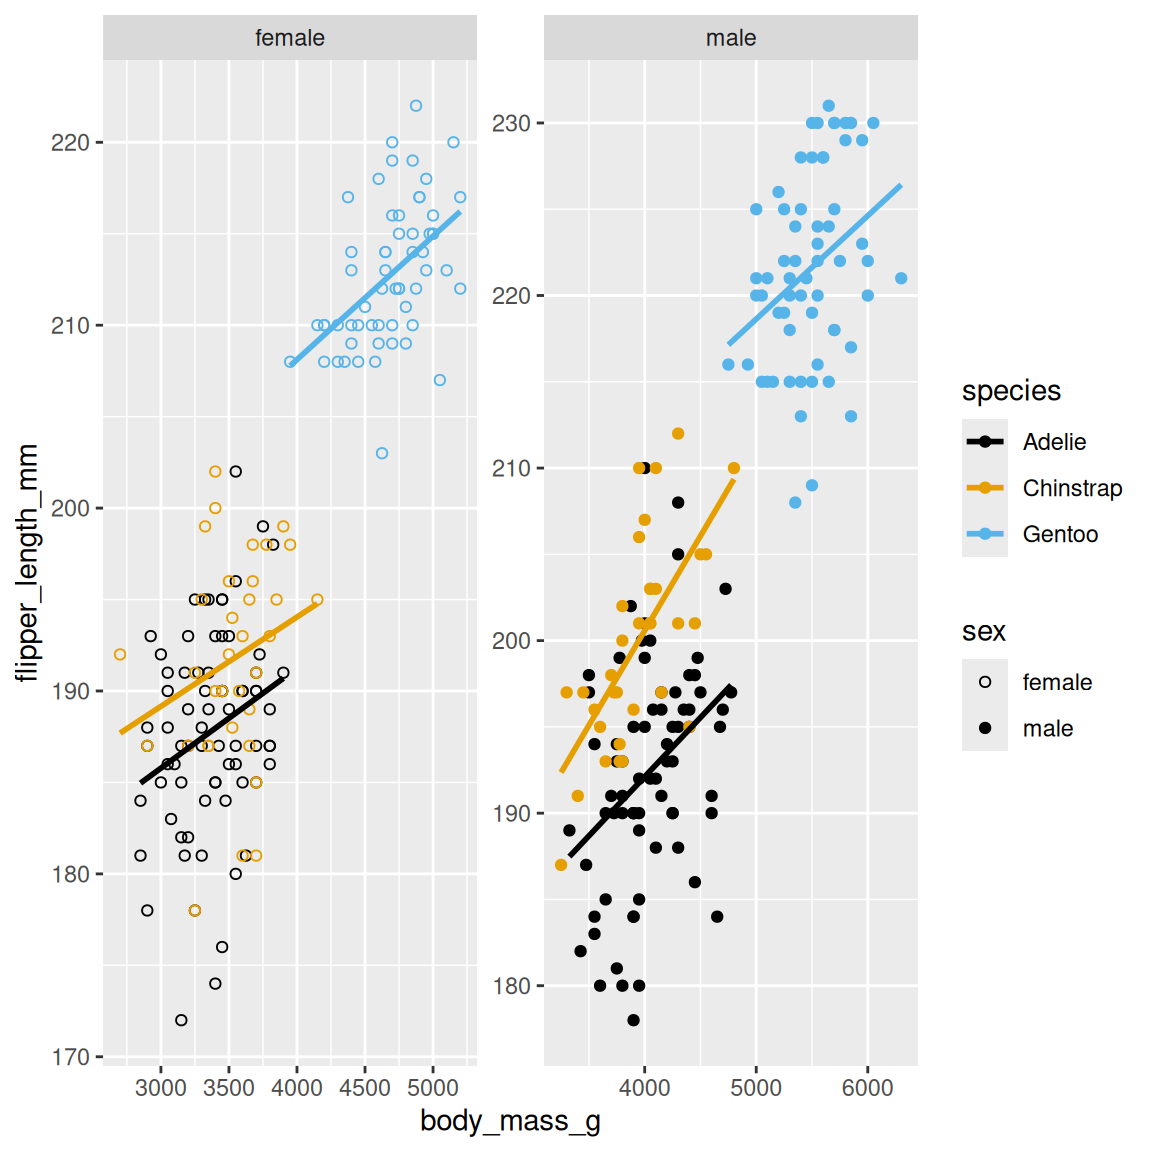 female
male
220
210
200
190
180
170
230
220
210
200
190
180
3000 3500 4000 4500 5000
4000 5000 6000
flipper_length_mm
body_mass_g
species
Adelie
Chinstrap
Gentoo
sex
female
male